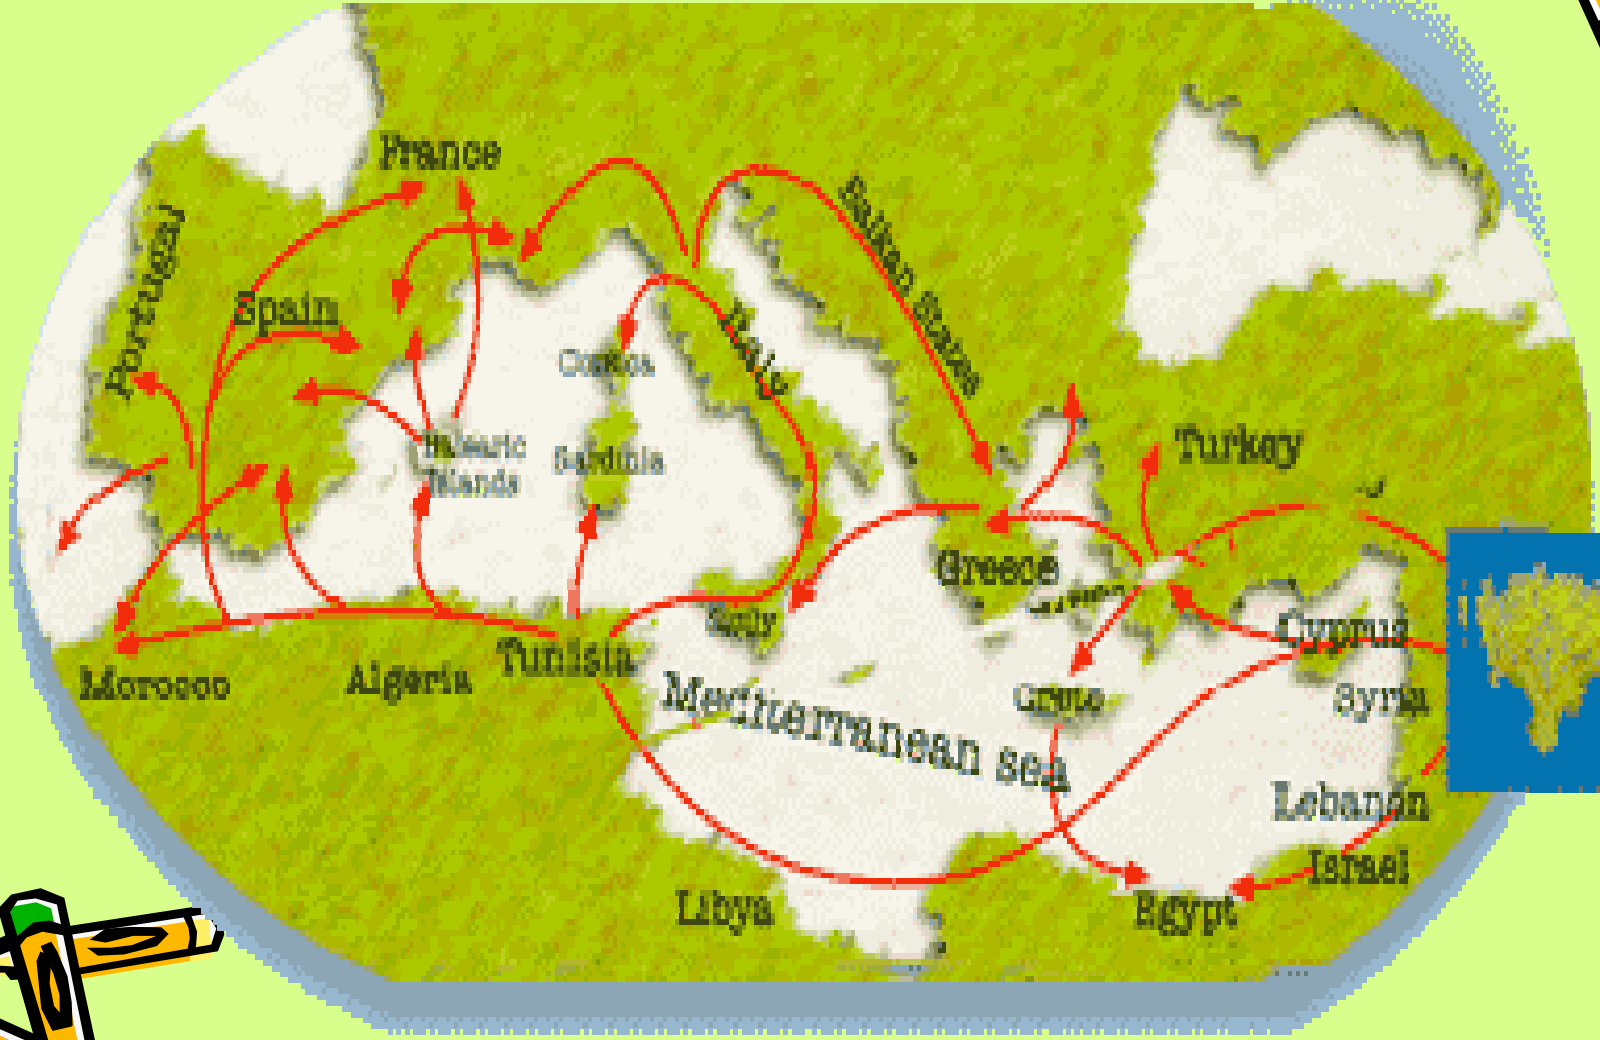 France
Portugal
Spain
Balkan States
Italy
Corsica
Balearic
Islands
Sardinia
Turkey
Greece
Sicily
Cyprus
Morocco
Algeria
Tunisia
Mediterranean sea
Crete
Syria
Lebanon
Israel
Libya
Egypt